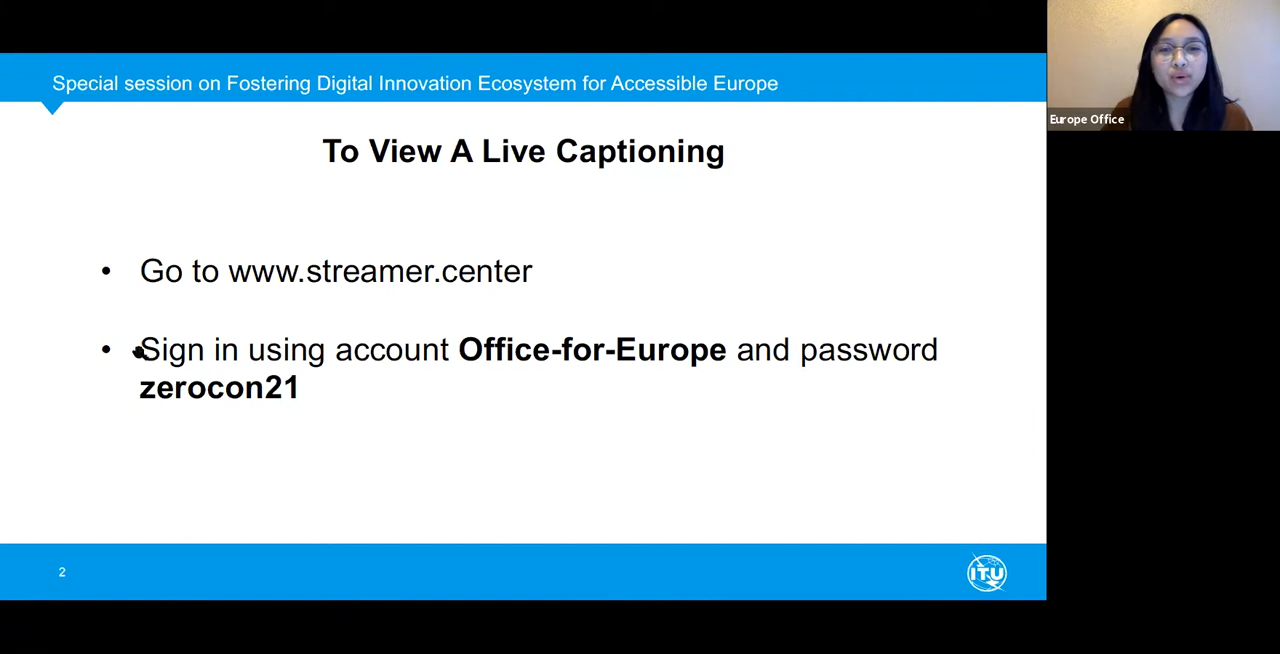 Special session on Fostering Digital Innovation Ecosystem for Accessible Europe
Europe Office
To View A Live Captioning
• Go to www.streamer.center
• Sign in using account Office-for-Europe and password
zerocon21
2
ITU